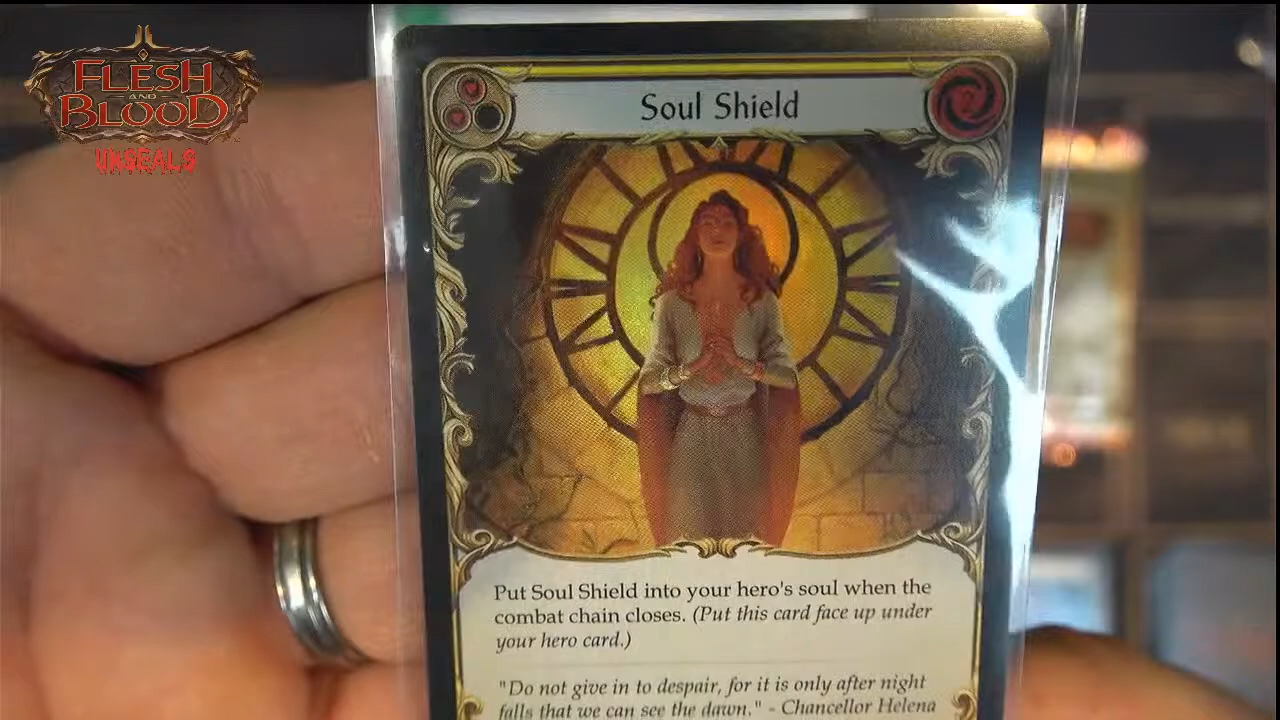 FLESH
AND
BLOOD
UNSEALS
Soul Shield
Put Soul Shield into your hero's soul when the
combat chain closes. (Put this card face up under
your hero card.)
"Do not give in to despair, for it is only after night
falls that we can see the dawn." - Chancellor Helena